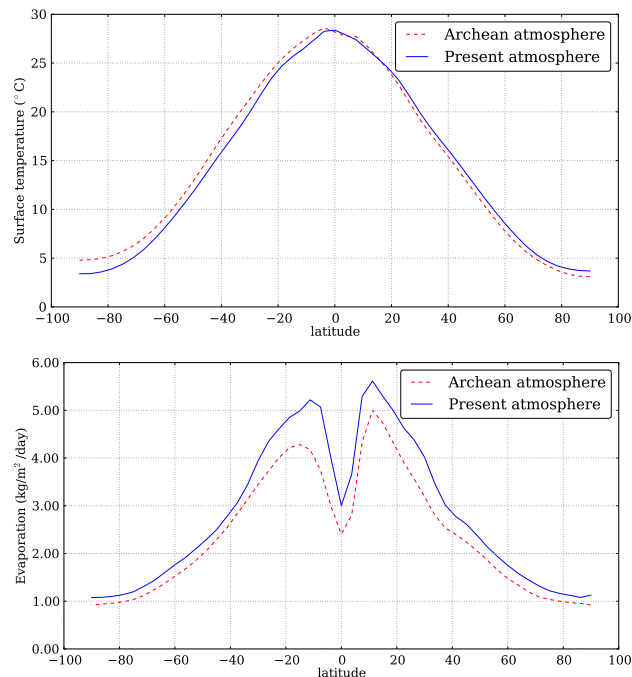 Surface temperature (°C)
30
25
20
15
10
5
0
Archean atmosphere
Present atmosphere
−100 −80 −60 −40 −20 0 20 40 60 80 100
latitude
Evaporation (kg/m²/day)
6.00
5.00
4.00
3.00
2.00
1.00
0.00
Archean atmosphere
Present atmosphere
−100 −80 −60 −40 −20 0 20 40 60 80 100
latitude